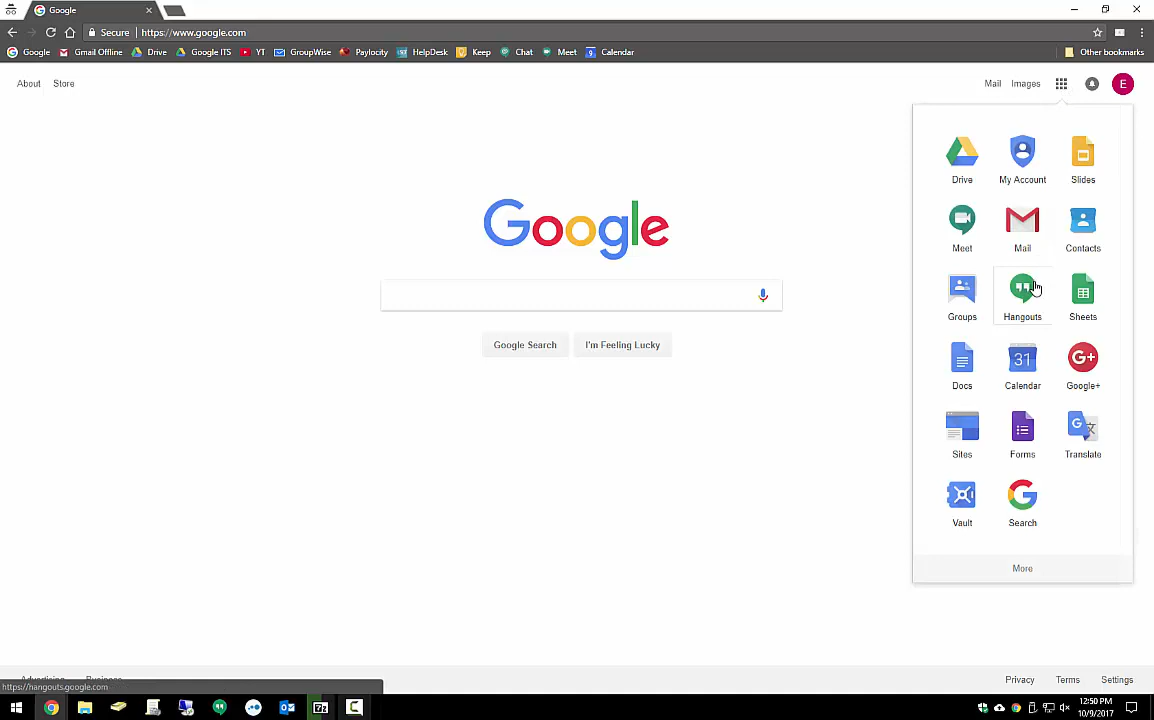 Google
Secure https://www.google.com
Google Gmail Offline Drive Google ITS YT GroupWise Paylocity HelpDesk Keep Chat Meet Calendar Other bookmarks
About Store Mail Images E
Google
Drive My Account Slides
Meet Mail Contacts
Groups Hangouts Sheets
Google Search I'm Feeling Lucky
31 G+
Docs Calendar Google+
Sites Forms Translate
Vault Search
More
Advertising Business Privacy Terms Settings
https://hangouts.google.com
12:50 PM
10/9/2017